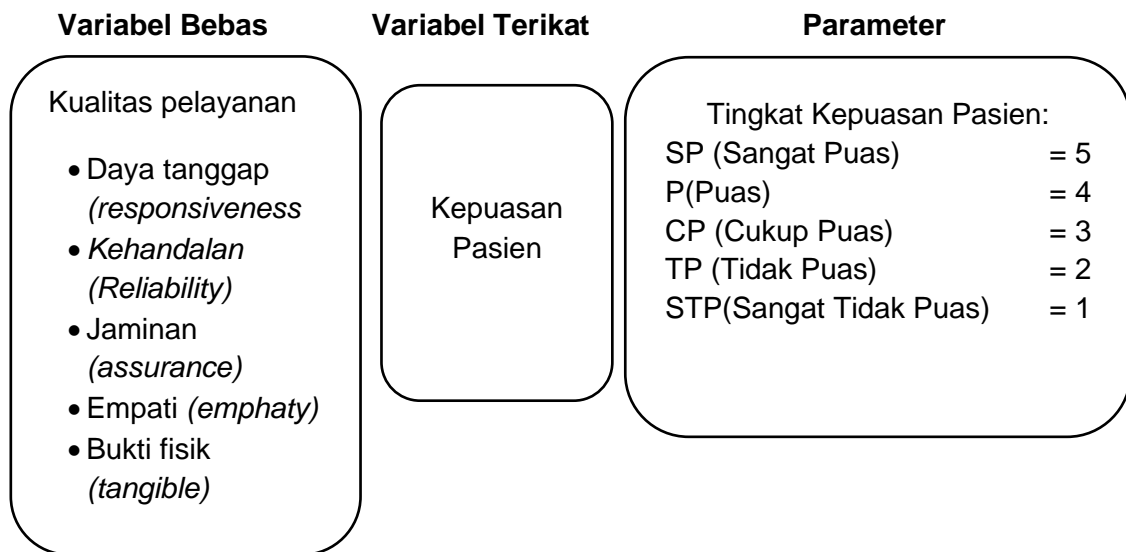 Variabel Bebas
Variabel Terikat
Parameter
Kualitas pelayanan
• Daya tanggap
(responsiveness
• Kehandalan
(Reliability)
• Jaminan
(assurance)
• Empati (emphaty)
• Bukti fisik
(tangible)
Kepuasan
Pasien
Tingkat Kepuasan Pasien:
SP (Sangat Puas) = 5
P(Puas) = 4
CP (Cukup Puas) = 3
TP (Tidak Puas) = 2
STP(Sangat Tidak Puas) = 1